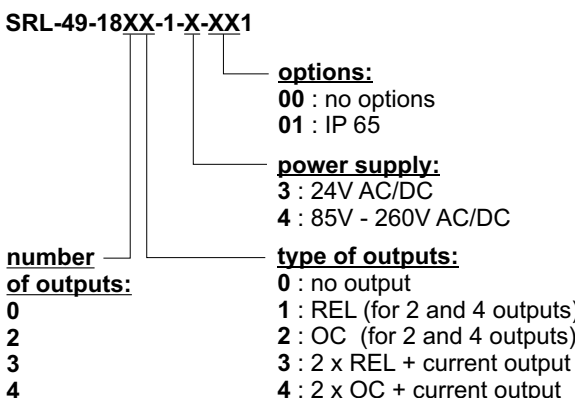 SRL-49-18XX-1-X-XX1
options:
00 : no options
01 : IP 65
power supply:
3 : 24V AC/DC
4 : 85V - 260V AC/DC
number
of outputs:
0
2
3
4
type of outputs:
0 : no output
1 : REL (for 2 and 4 outputs)
2 : OC (for 2 and 4 outputs)
3 : 2 x REL + current output
4 : 2 x OC + current output